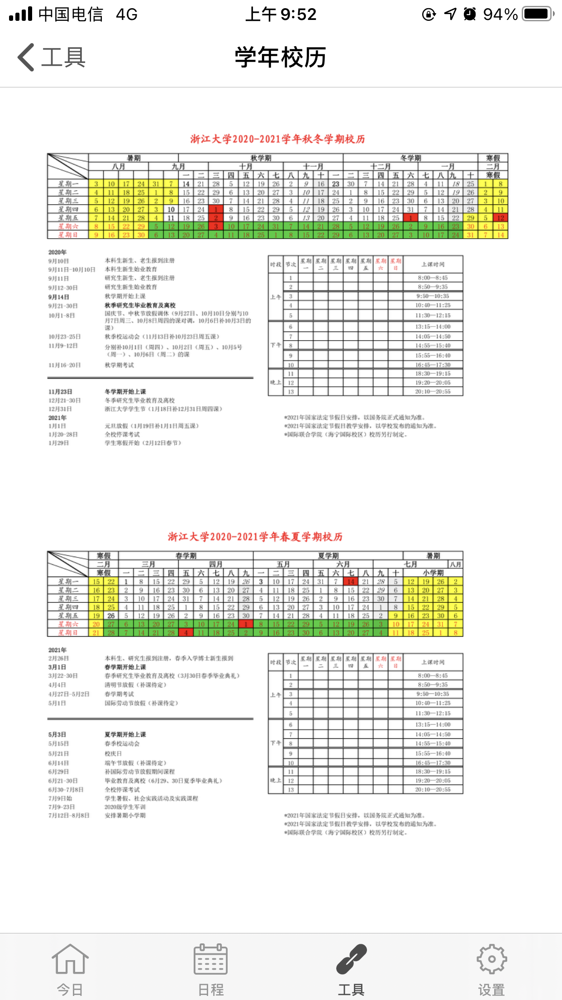 中国电信 4G 上午 9:52 94%
工具 学年校历
浙江大学2020-2021学年秋冬学期校历
暑期 秋学期 冬学期 寒假
八月 九月 十月 十一月 十二月 一月 二月
一 二 三 四 五 六 七 八 九 十 一 二 三 四 五 六 七 八 九 十 寒假
星期一 3 10 17 24 31 7 14 21 28 5 12 19 26 2 9 16 23 30 7 14 21 28 4 11 18 25 1 8
星期二 4 11 18 25 1 8 15 22 29 6 13 20 27 3 10 17 24 1 8 15 22 29 5 12 19 26 2 9
星期三 5 12 19 26 2 9 16 23 30 7 14 21 28 4 11 18 25 2 9 16 23 30 6 13 20 27 3 10
星期四 6 13 20 27 3 10 17 24 1 8 15 22 29 5 12 19 26 3 10 17 24 31 7 14 21 28 4 11
星期五 7 14 21 28 4 11 18 25 2 9 16 23 30 6 13 20 27 4 11 18 25 1 8 15 22 29 5 12
星期六 8 15 22 29 5 12 19 26 3 10 17 24 31 7 14 21 28 5 12 19 26 2 9 16 23 30 6 13
星期日 9 16 23 30 6 13 20 27 4 11 18 25 1 8 15 22 29 6 13 20 27 3 10 17 24 31 7 14
2020年
9月10日 本科生新生、老生报到注册
9月11日-10月10日 本科生新生始业教育
9月11日 研究生新生、老生报到注册
9月12-30日 研究生新生始业教育
9月14日 秋学期开始上课
9月21-30日 秋季研究生毕业教育及离校
10月1-8日 国庆节、中秋节放假调休（9月27日、10月10日分别与10
月7日周三、10月8日周四的课对调，10月6日补10月3日的
课）
10月23-25日 秋季校运动会（11月13日补10月23日周五课）
11月9-12日 分别补10月1日（周四）、10月2日（周五）、10月5号
（周一）、10月6日（周二）的课
11月16-20日 秋学期考试
11月23日 冬学期开始上课
12月21-30日 冬季研究生毕业教育及离校
12月31日 浙江大学学生节（1月18日补12月31日周四课）
2021年
1月1日 元旦放假（1月19日补1月1日周五课）
1月20-28日 全校停课考试
1月29日 学生寒假开始（2月12日春节）
时段 节次 星期一 星期二 星期三 星期四 星期五 星期六 星期日 上课时间
上午
1 8:00—8:45
2 8:50—9:35
3 9:50—10:35
4 10:40—11:25
5 11:30—12:15
下午
6 13:15—14:00
7 14:05—14:50
8 14:55—15:40
9 15:55—16:40
10 16:45—17:30
晚上
11 18:30—19:15
12 19:20—20:05
13 20:10—20:55
*2021年国家法定节假日安排，以国务院正式通知为准。
*2021年国家法定节假日教学安排，以学校发布的通知为准。
*国际联合学院（海宁国际校区）校历另行制定。
浙江大学2020-2021学年春夏学期校历
寒假 春学期 夏学期 暑期
二月 三月 四月 五月 六月 七月 八月
寒假 一 二 三 四 五 六 七 八 九 一 二 三 四 五 六 七 八 九 十 小学期
星期一 15 22 1 8 15 22 29 5 12 19 26 3 10 17 24 31 7 14 21 28 5 12 19 26 2
星期二 16 23 2 9 16 23 30 6 13 20 27 4 11 18 25 1 8 15 22 29 6 13 20 27 3
星期三 17 24 3 10 17 24 31 7 14 21 28 5 12 19 26 2 9 16 23 30 7 14 21 28 4
星期四 18 25 4 11 18 25 1 8 15 22 29 6 13 20 27 3 10 17 24 1 8 15 22 29 5
星期五 19 26 5 12 19 26 2 9 16 23 30 7 14 21 28 4 11 18 25 2 9 16 23 30 6
星期六 20 27 6 13 20 27 3 10 17 24 1 8 15 22 29 5 12 19 26 3 10 17 24 31 7
星期日 21 28 7 14 21 28 4 11 18 25 2 9 16 23 30 6 13 20 27 4 11 18 25 1 8
2021年
2月26日 本科生、研究生报到注册，春季入学博士新生报到
3月1日 春学期开始上课
3月22-30日 春季研究生毕业教育及离校（3月30日春季毕业典礼）
4月4日 清明节放假（补课待定）
4月27日-5月2日 春学期考试
5月1日 国际劳动节放假（补课待定）
5月3日 夏学期开始上课
5月15日 春季校运动会
5月21日 校庆日
6月14日 端午节放假（补课待定）
6月29日 补国际劳动节放假期间课程
6月21-30日 毕业教育及离校（6月29、30日夏季毕业典礼）
6月30-7月8日 全校停课考试
7月9日始 学生暑假、社会实践活动及实践课程
7月9-23日 2020级学生军训
7月12日-8月8日 安排暑期小学期
时段 节次 星期一 星期二 星期三 星期四 星期五 星期六 星期日 上课时间
上午
1 8:00—8:45
2 8:50—9:35
3 9:50—10:35
4 10:40—11:25
5 11:30—12:15
下午
6 13:15—14:00
7 14:05—14:50
8 14:55—15:40
9 15:55—16:40
10 16:45—17:30
晚上
11 18:30—19:15
12 19:20—20:05
13 20:10—20:55
*2021年国家法定节假日安排，以国务院正式通知为准。
*2021年国家法定节假日教学安排，以学校发布的通知为准。
*国际联合学院（海宁国际校区）校历另行制定。
今日 日程 工具 设置